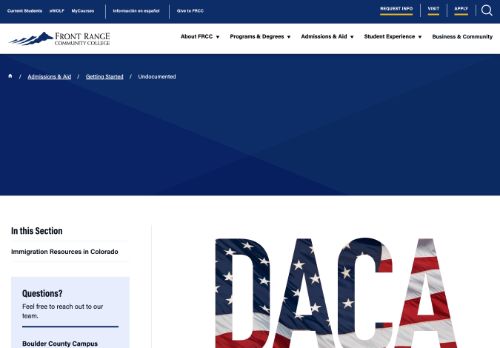 Current Students eWOLF MyCourses Información en español Give to FRCC REQUEST INFO VISIT APPLY
FRONT RANGE
COMMUNITY COLLEGE
About FRCC Programs & Degrees Admissions & Aid Student Experience Business & Community
/ Admissions & Aid / Getting Started / Undocumented
In this Section
Immigration Resources in Colorado
Questions?
Feel free to reach out to our
team.
Boulder County Campus
DACA